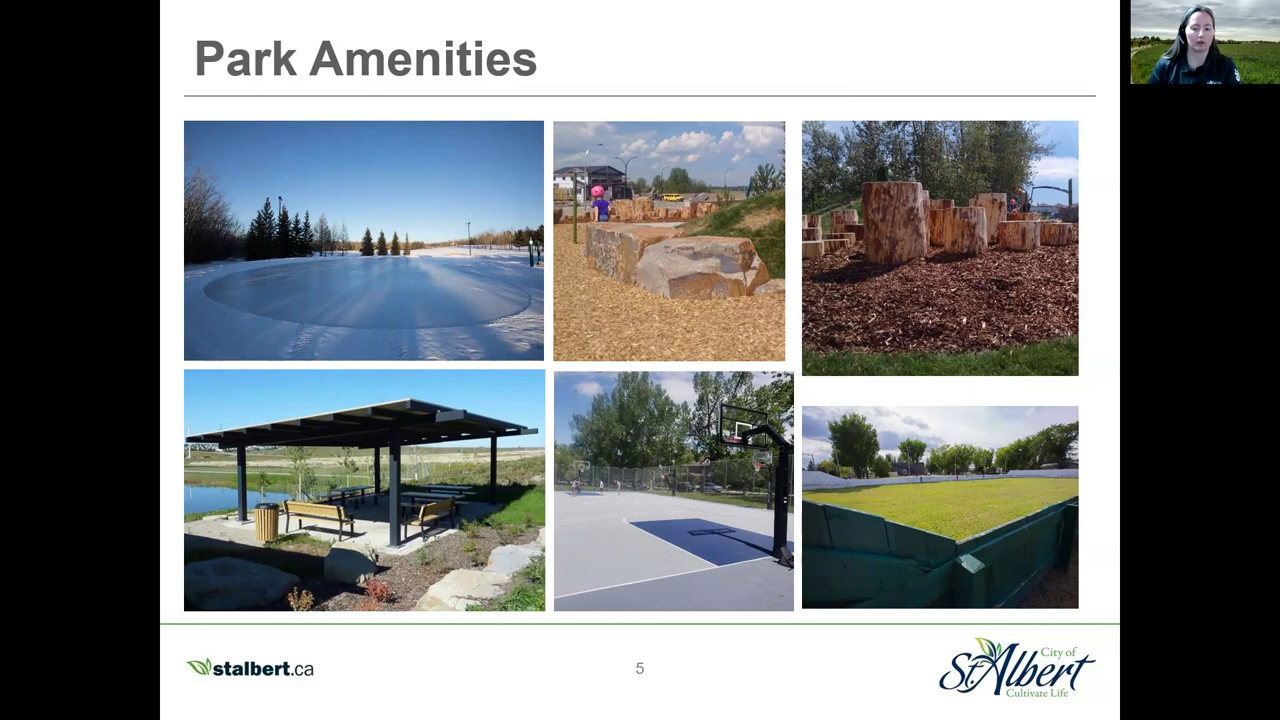 Park Amenities
stalbert.ca
5
City of
St. Albert
Cultivate Life